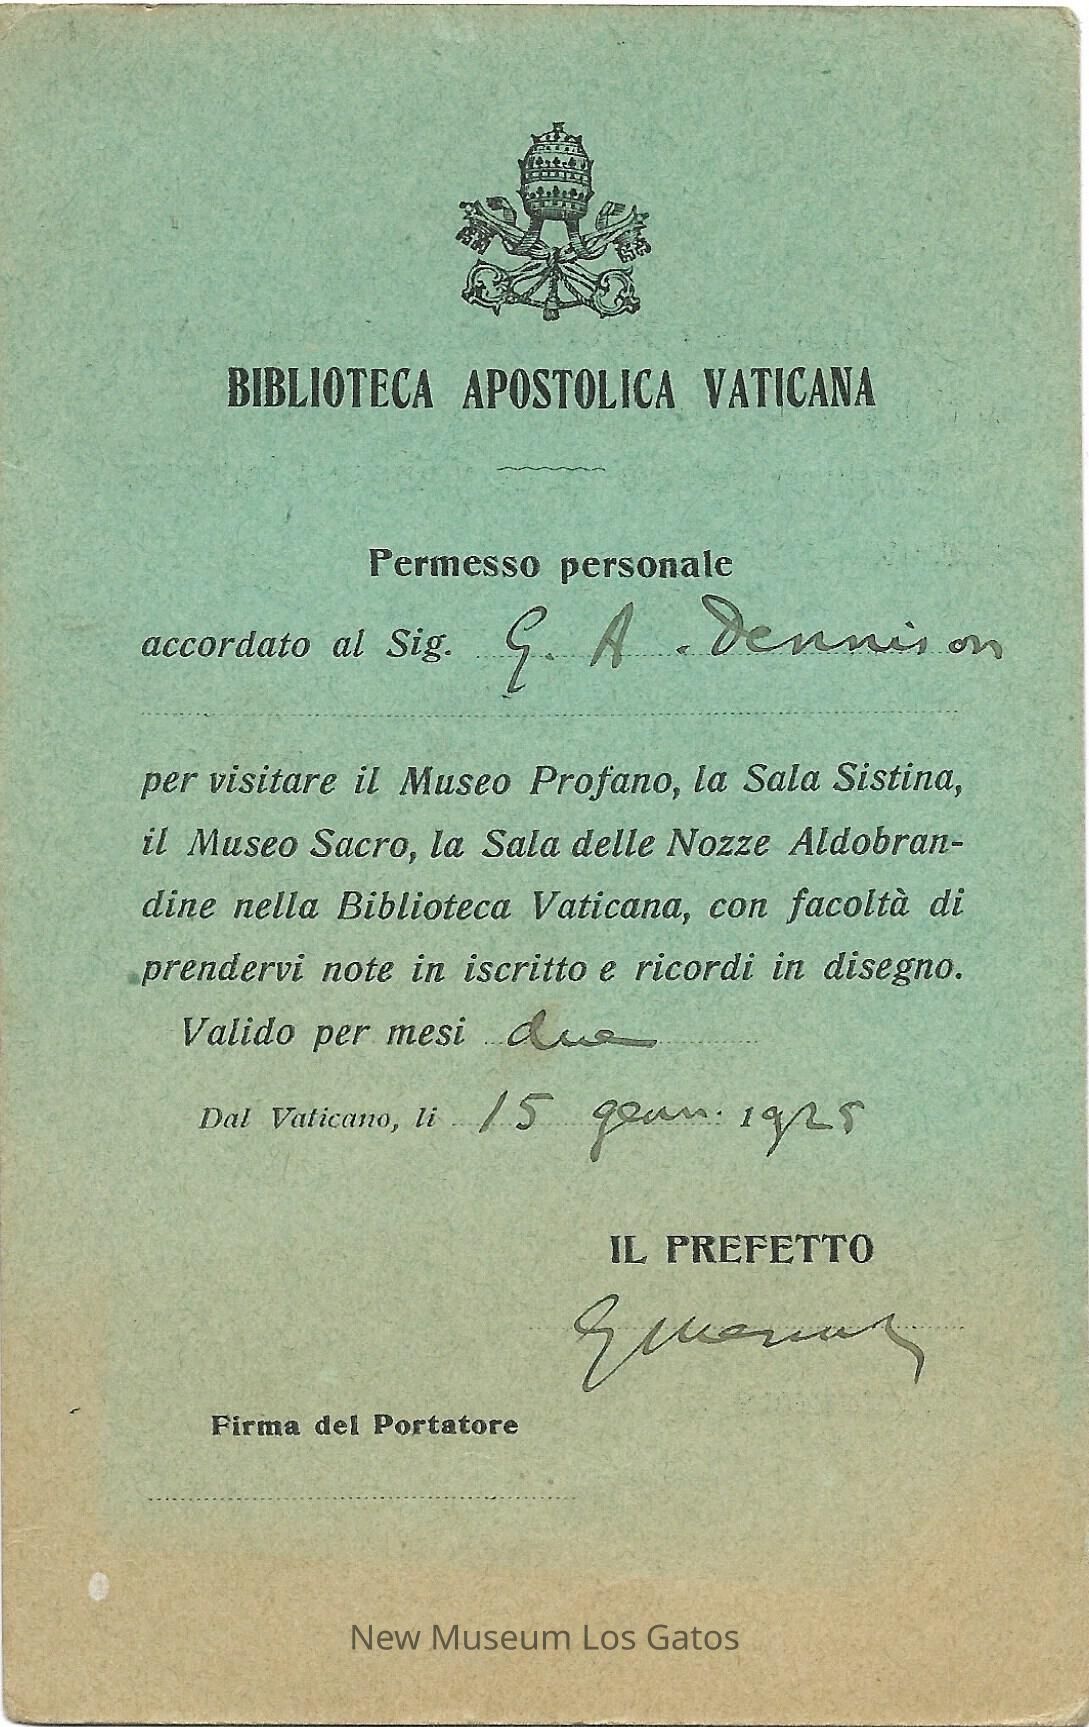 BIBLIOTECA APOSTOLICA VATICANA
Permesso personale
accordato al Sig. G. A. Dennison
per visitare il Museo Profano, la Sala Sistina,
il Museo Sacro, la Sala delle Nozze Aldobran-
dine nella Biblioteca Vaticana, con facoltà di
prendervi note in iscritto e ricordi in disegno.
Valido per mesi due
Dal Vaticano, li 15 genn. 1925
IL PREFETTO
Firma del Portatore
New Museum Los Gatos